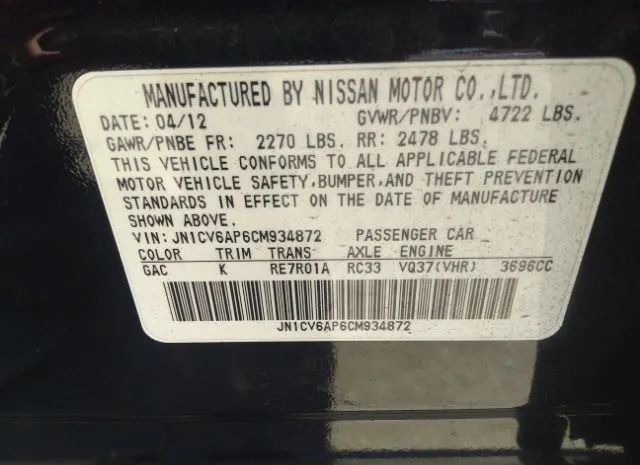 MANUFACTURED BY NISSAN MOTOR CO.,LTD.
DATE: 04/12 GVWR/PNBV: 4722 LBS.
GAWR/PNBE FR: 2270 LBS. RR: 2478 LBS.
THIS VEHICLE CONFORMS TO ALL APPLICABLE FEDERAL
MOTOR VEHICLE SAFETY,BUMPER,AND THEFT PREVENTION
STANDARDS IN EFFECT ON THE DATE OF MANUFACTURE
SHOWN ABOVE.
VIN: JN1CV6AP6CM934872 PASSENGER CAR
COLOR TRIM TRANS AXLE ENGINE
GAC K RE7R01A RC33 VQ37(VHR) 3696CC
JN1CV6AP6CM934872